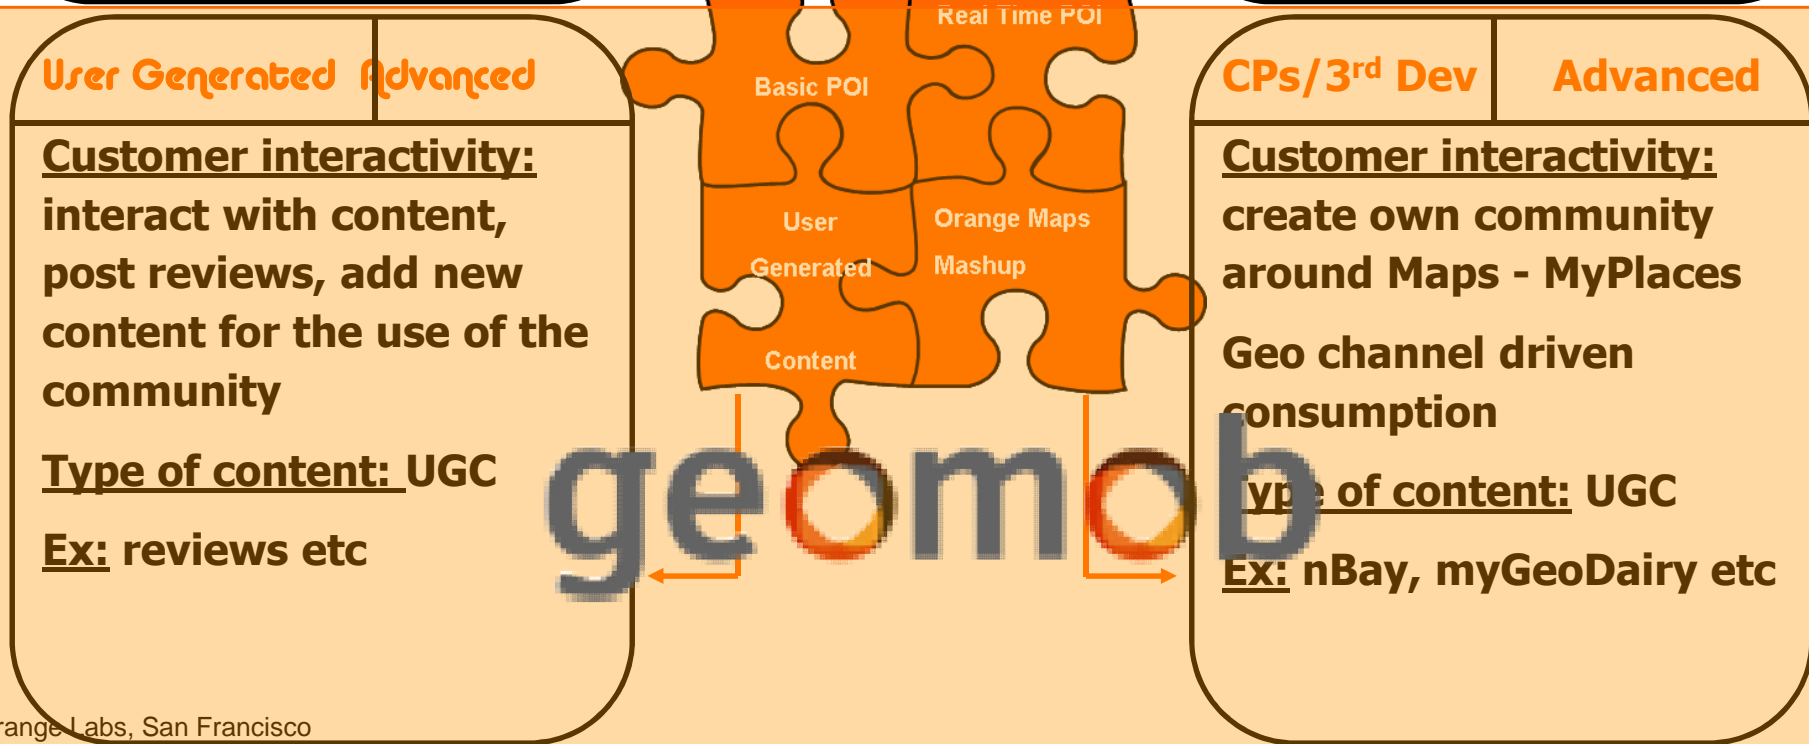 User Generated Advanced
Customer interactivity:
interact with content,
post reviews, add new
content for the use of the
community
Type of content: UGC
Ex: reviews etc
Real Time POI
Basic POI
User
Generated
Content
Orange Maps
Mashup
geomob
CPs/3rd Dev Advanced
Customer interactivity:
create own community
around Maps - MyPlaces
Geo channel driven
consumption
Type of content: UGC
Ex: nBay, myGeoDairy etc
range Labs, San Francisco